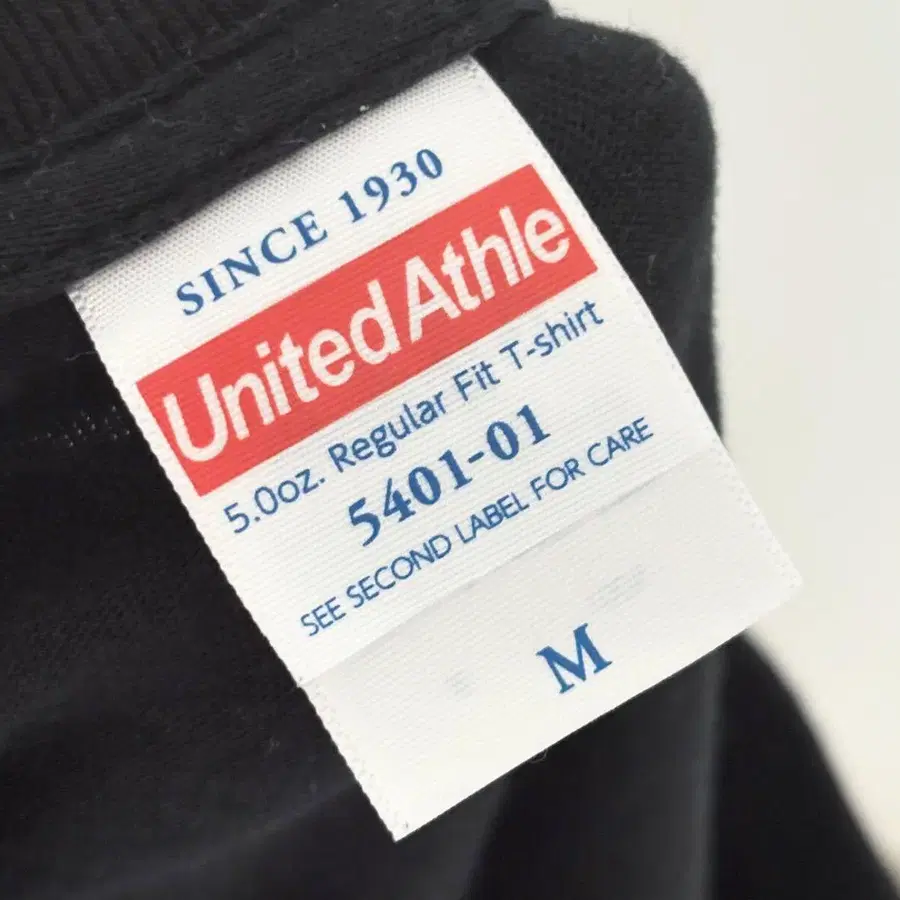 SINCE 1930
United Athle
5.0oz. Regular Fit T-shirt
5401-01
SEE SECOND LABEL FOR CARE
M